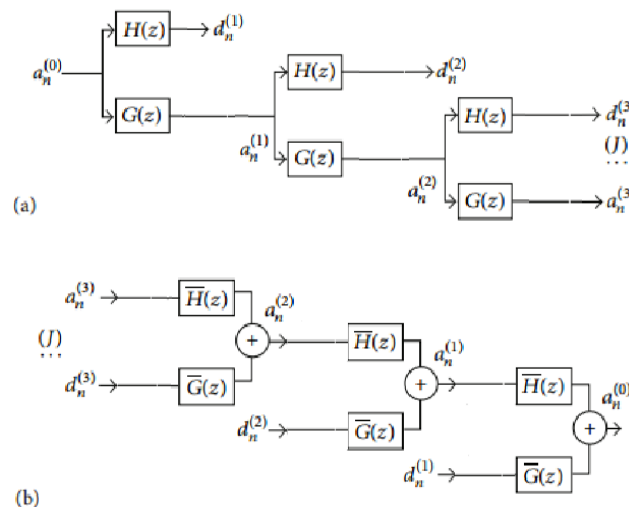 H(z) d_n^(1)
a_n^(0) H(z) d_n^(2)
G(z) H(z) d_n^(3
a_n^(1) G(z) (J)
...
a_n^(2) G(z) a_n^(3
(a)
a_n^(3) H̅(z) a_n^(2)
(J)
...
H̅(z) a_n^(1)
d_n^(3) G̅(z) + H̅(z) a_n^(0)
d_n^(2) G̅(z) + +
d_n^(1) G̅(z)
(b)